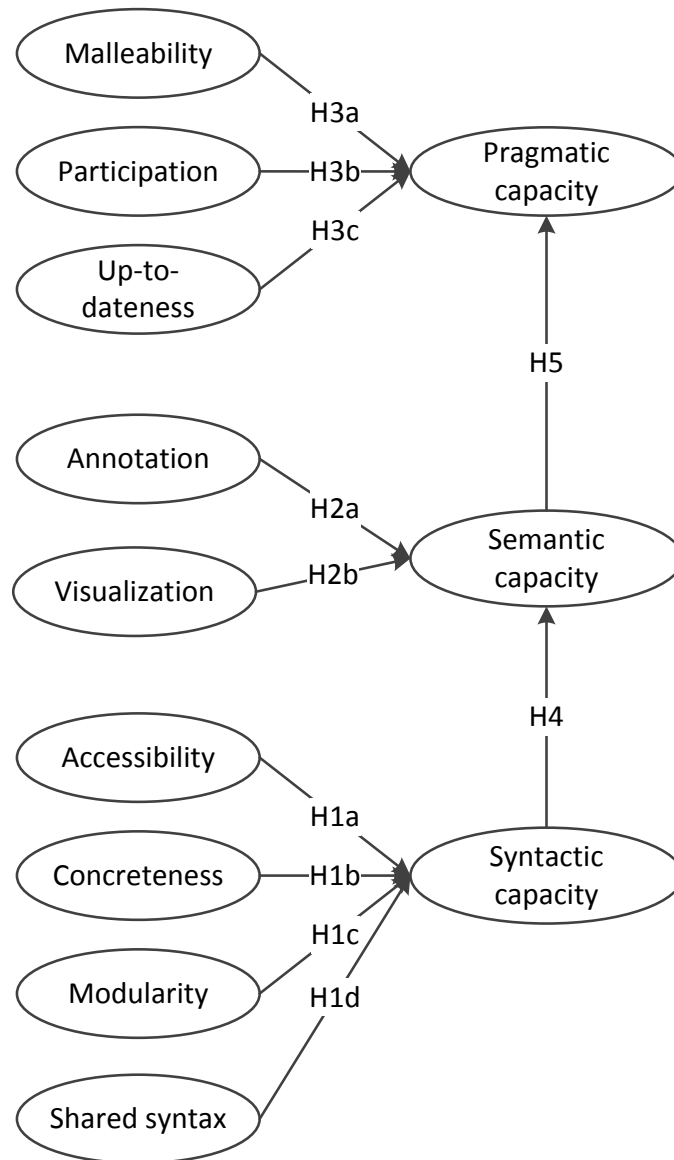 Malleability
H3a
Participation
H3b
Pragmatic
capacity
H3c
Up-to-
dateness
H5
Annotation
H2a
Semantic
capacity
Visualization
H2b
H4
Accessibility
H1a
Concreteness
H1b
Syntactic
capacity
H1c
Modularity
H1d
Shared syntax